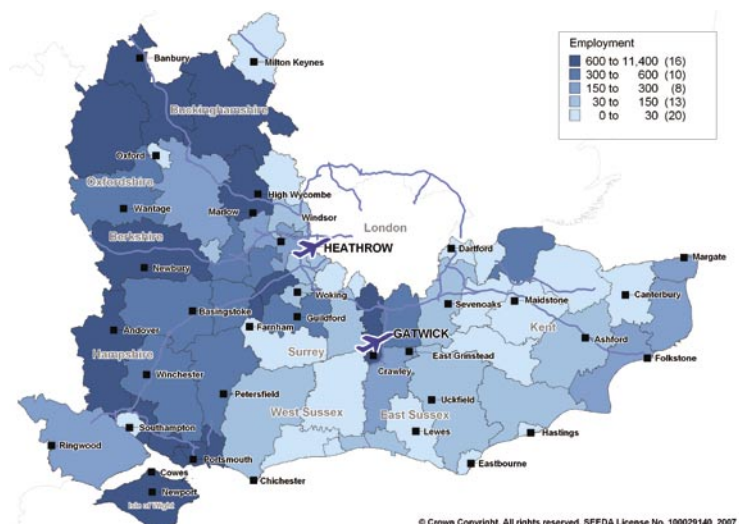 Employment
600 to 11,400 (16)
300 to 600 (10)
150 to 300 (8)
30 to 150 (13)
0 to 30 (20)
Banbury
Milton Keynes
Buckinghamshire
Oxford
Oxfordshire
High Wycombe
Wantage
Marlow
Windsor
London
Berkshire
HEATHROW
Dartford
Margate
Newbury
Woking
Sevenoaks
Maidstone
Canterbury
Basingstoke
Guildford
Andover
Farnham
GATWICK
Kent
Ashford
Hampshire
Surrey
East Grinstead
Folkstone
Crawley
Winchester
Petersfield
Uckfield
West Sussex
East Sussex
Southampton
Lewes
Hastings
Ringwood
Portsmouth
Eastbourne
Cowes
Chichester
Newport
Isle of Wight
© Crown Copyright. All rights reserved. SEEDA License No. 100029140, 2007